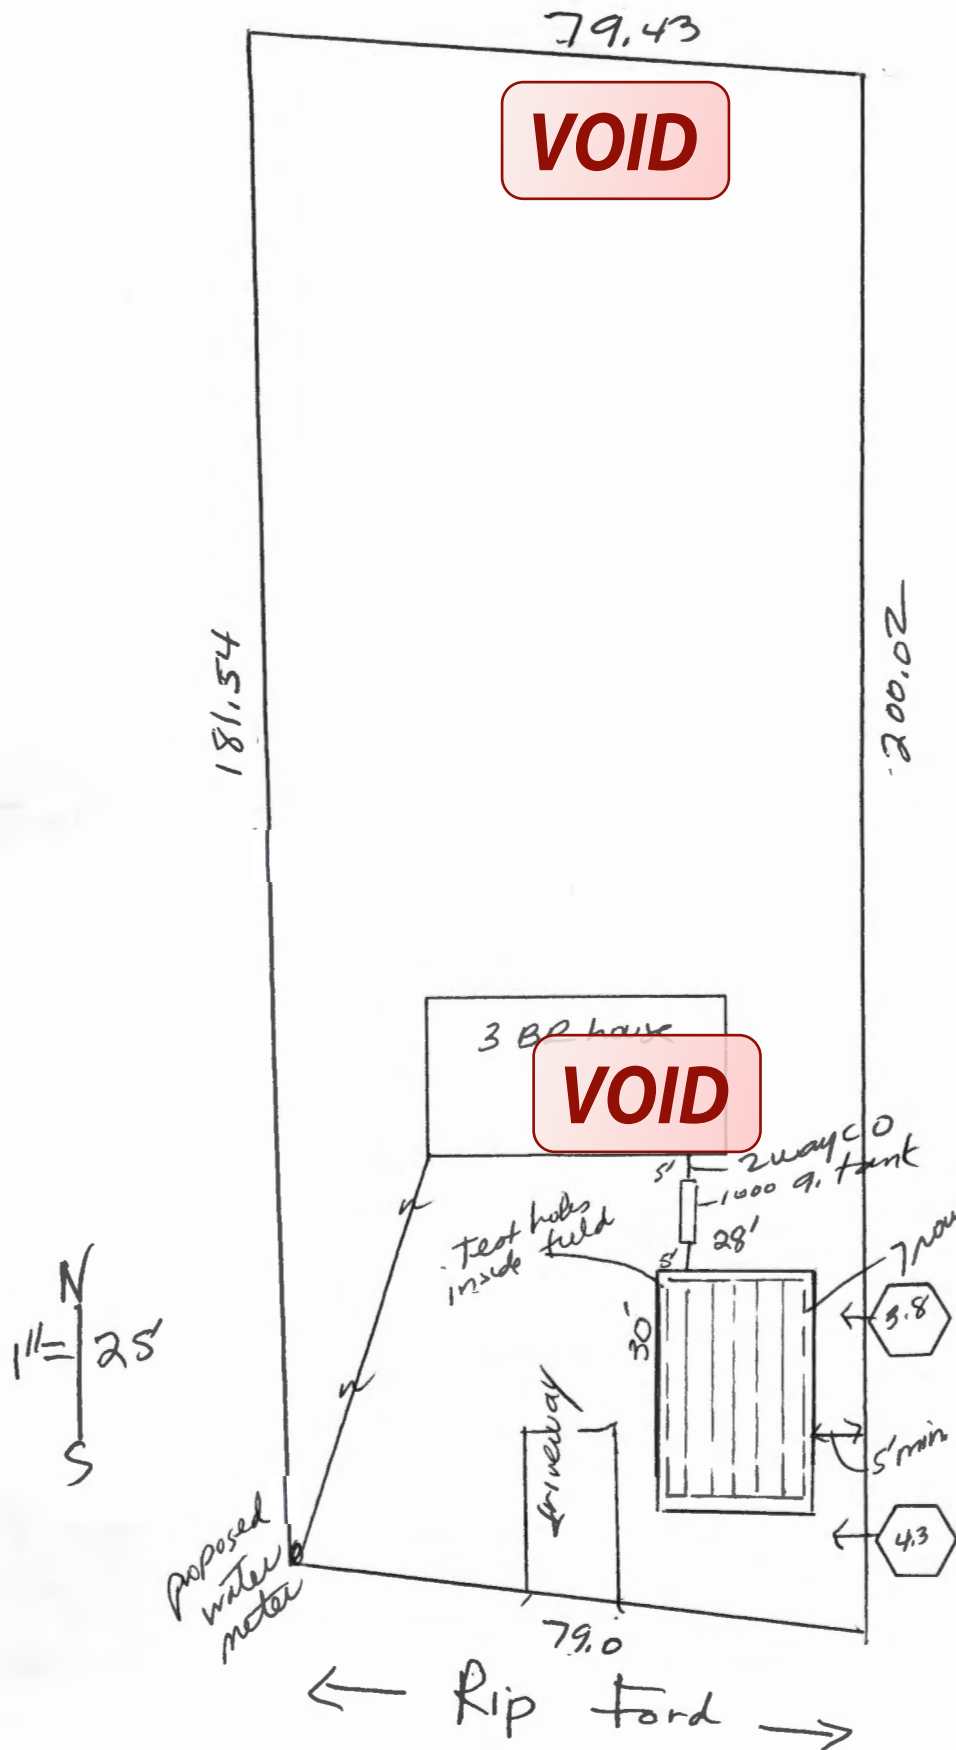 79.43
VOID
181.54
200.02
3 BR house
VOID
5'
2 way C O
1000 g. tank
Test holes
inside field
28'
5'
7 row
30'
3.8
N
1"= 25'
S
driveway
5' min.
4.3
proposed
water
meter
79.0
← Rip Ford →